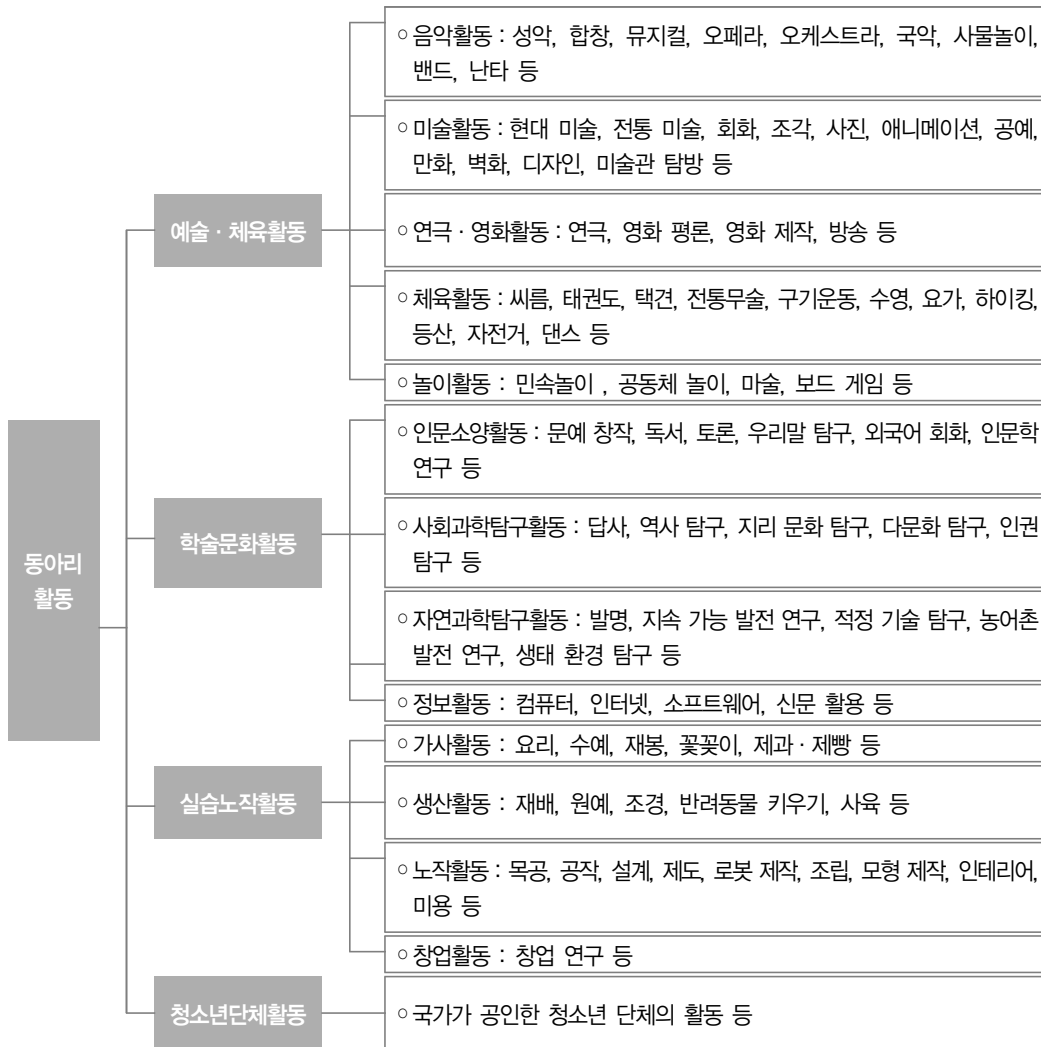 동아리
활동
예술 · 체육활동
○ 음악활동 : 성악, 합창, 뮤지컬, 오페라, 오케스트라, 국악, 사물놀이,
밴드, 난타 등
○ 미술활동 : 현대 미술, 전통 미술, 회화, 조각, 사진, 애니메이션, 공예,
만화, 벽화, 디자인, 미술관 탐방 등
○ 연극 · 영화활동 : 연극, 영화 평론, 영화 제작, 방송 등
○ 체육활동 : 씨름, 태권도, 택견, 전통무술, 구기운동, 수영, 요가, 하이킹,
등산, 자전거, 댄스 등
○ 놀이활동 : 민속놀이 , 공동체 놀이, 마술, 보드 게임 등
학술문화활동
○ 인문소양활동 : 문예 창작, 독서, 토론, 우리말 탐구, 외국어 회화, 인문학
연구 등
○ 사회과학탐구활동 : 답사, 역사 탐구, 지리 문화 탐구, 다문화 탐구, 인권
탐구 등
○ 자연과학탐구활동 : 발명, 지속 가능 발전 연구, 적정 기술 탐구, 농어촌
발전 연구, 생태 환경 탐구 등
○ 정보활동 : 컴퓨터, 인터넷, 소프트웨어, 신문 활용 등
실습노작활동
○ 가사활동 : 요리, 수예, 재봉, 꽃꽂이, 제과 · 제빵 등
○ 생산활동 : 재배, 원예, 조경, 반려동물 키우기, 사육 등
○ 노작활동 : 목공, 공작, 설계, 제도, 로봇 제작, 조립, 모형 제작, 인테리어,
미용 등
○ 창업활동 : 창업 연구 등
청소년단체활동
○ 국가가 공인한 청소년 단체의 활동 등